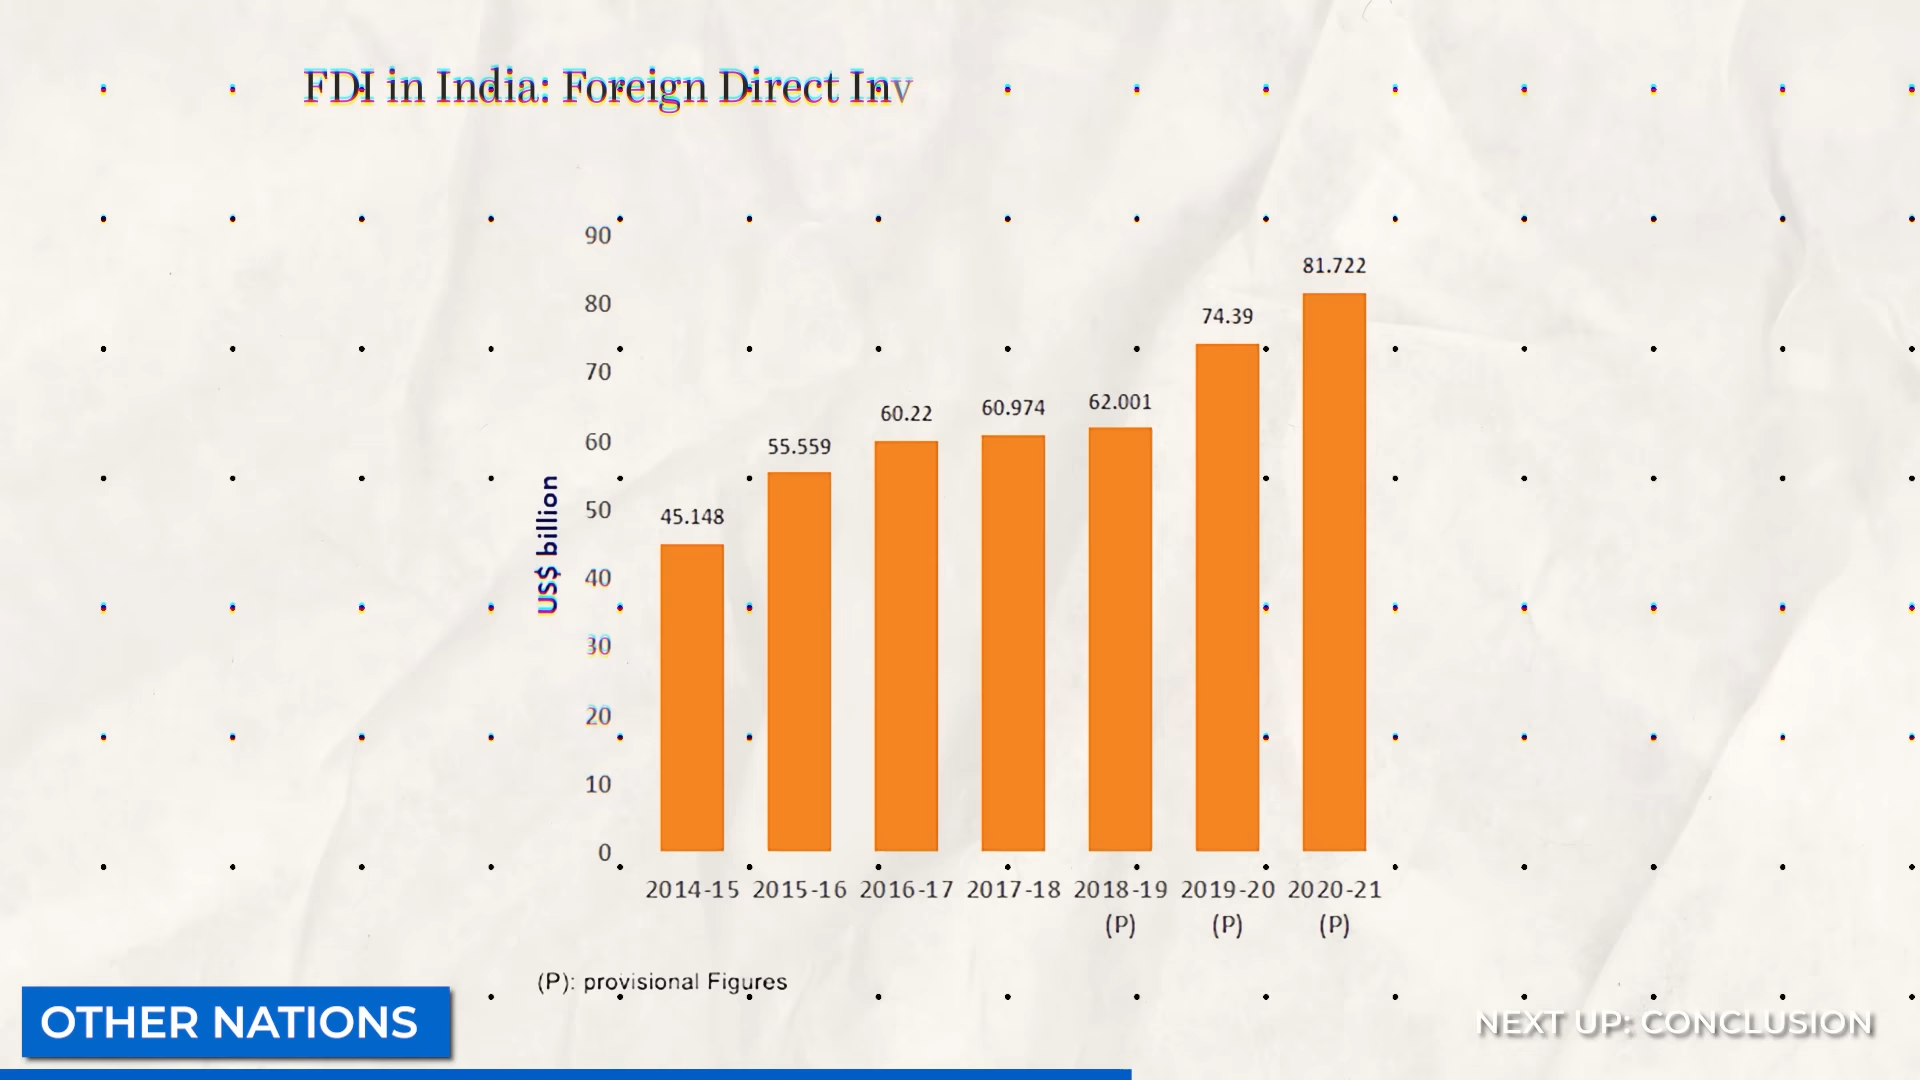 FDI in India: Foreign Direct Inv
US$ billion
90
80
70
60
50
40
30
20
10
0
45.148
55.559
60.22
60.974
62.001
74.39
81.722
2014-15 2015-16 2016-17 2017-18 2018-19 2019-20 2020-21
(P) (P) (P)
(P): provisional Figures
OTHER NATIONS
NEXT UP: CONCLUSION